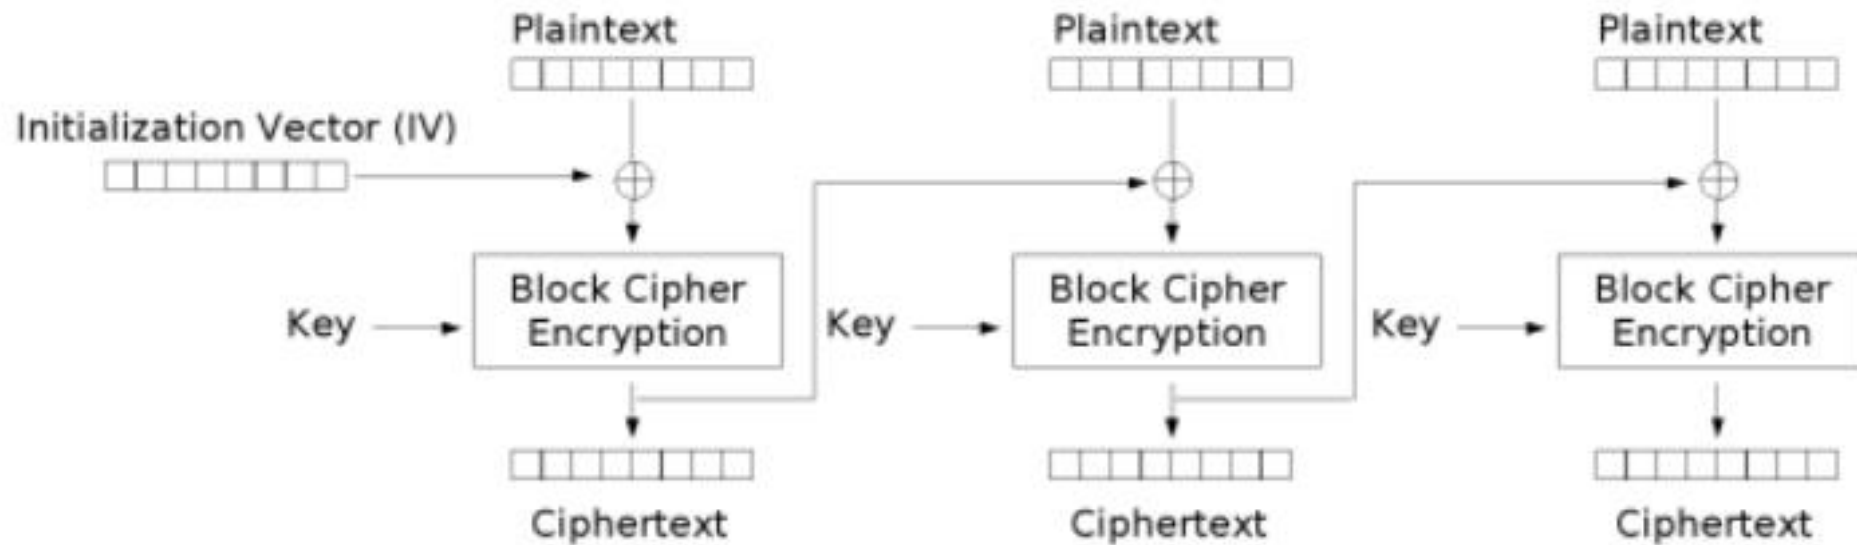 Plaintext
Plaintext
Plaintext
Initialization Vector (IV)
Key
Block Cipher
Encryption
Key
Block Cipher
Encryption
Key
Block Cipher
Encryption
Ciphertext
Ciphertext
Ciphertext